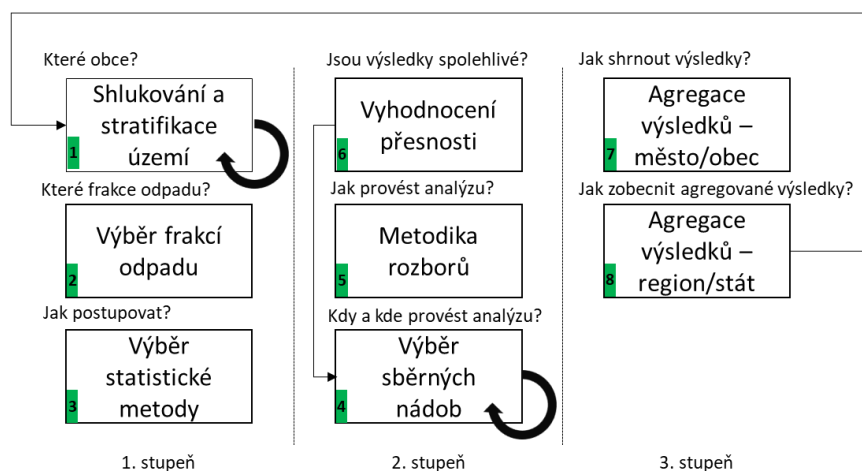 Které obce?
Shlukování a
stratifikace
území
1
Které frakce odpadu?
Výběr frakcí
odpadu
2
Jak postupovat?
Výběr
statistické
metody
3
1. stupeň
Jsou výsledky spolehlivé?
Vyhodnocení
přesnosti
6
Jak provést analýzu?
Metodika
rozborů
5
Kdy a kde provést analýzu?
Výběr
sběrných
nádob
4
2. stupeň
Jak shrnout výsledky?
Agregace
výsledků –
město/obec
7
Jak zobecnit agregované výsledky?
Agregace
výsledků –
region/stát
8
3. stupeň